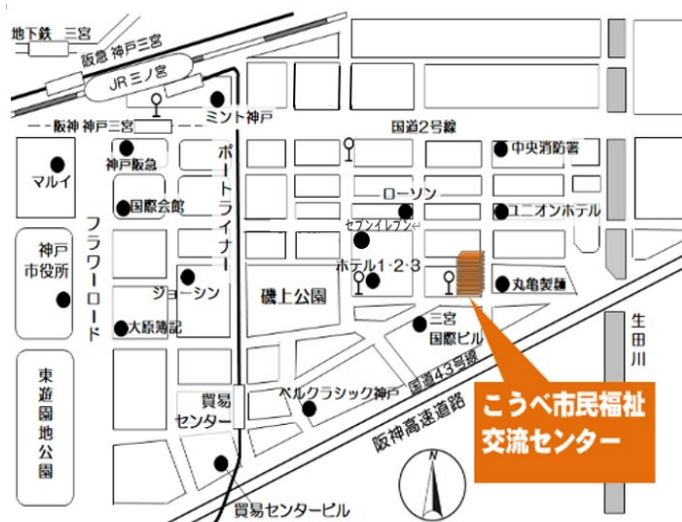 地下鉄 三宮
阪急 神戸三宮
JR 三ノ宮
ミント神戸
阪神 神戸三宮
国道2号線
神戸阪急
マルイ
中央消防署
ポートライナー
国際会館
ローソン
ユニオンホテル
フラワーロード
セブンイレブン
神戸
市役所
ホテル1・2・3
ジョーシン
磯上公園
丸亀製麺
大原簿記
三宮
国際ビル
生田川
国道43号線
東遊園地公園
貿易
センター
ベルクラシック神戸
阪神高速道路
こうべ市民福祉
交流センター
N
貿易センタービル